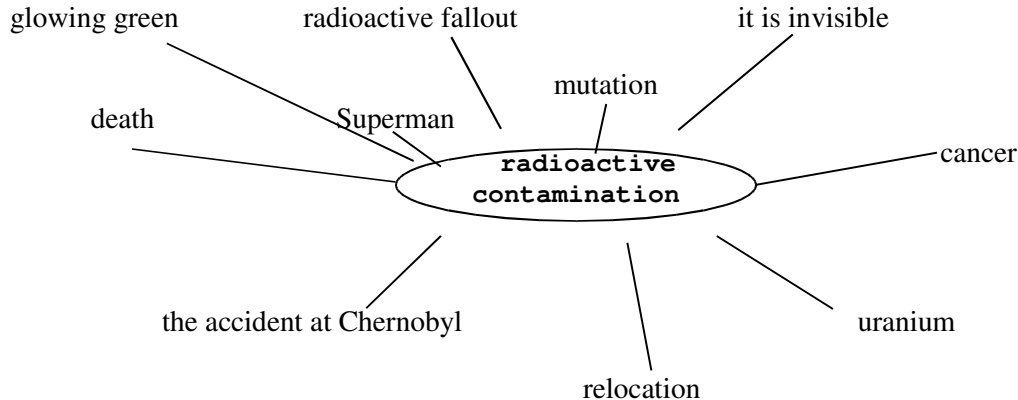 glowing green
radioactive fallout
it is invisible
mutation
death
Superman
cancer
radioactive
contamination
the accident at Chernobyl
uranium
relocation